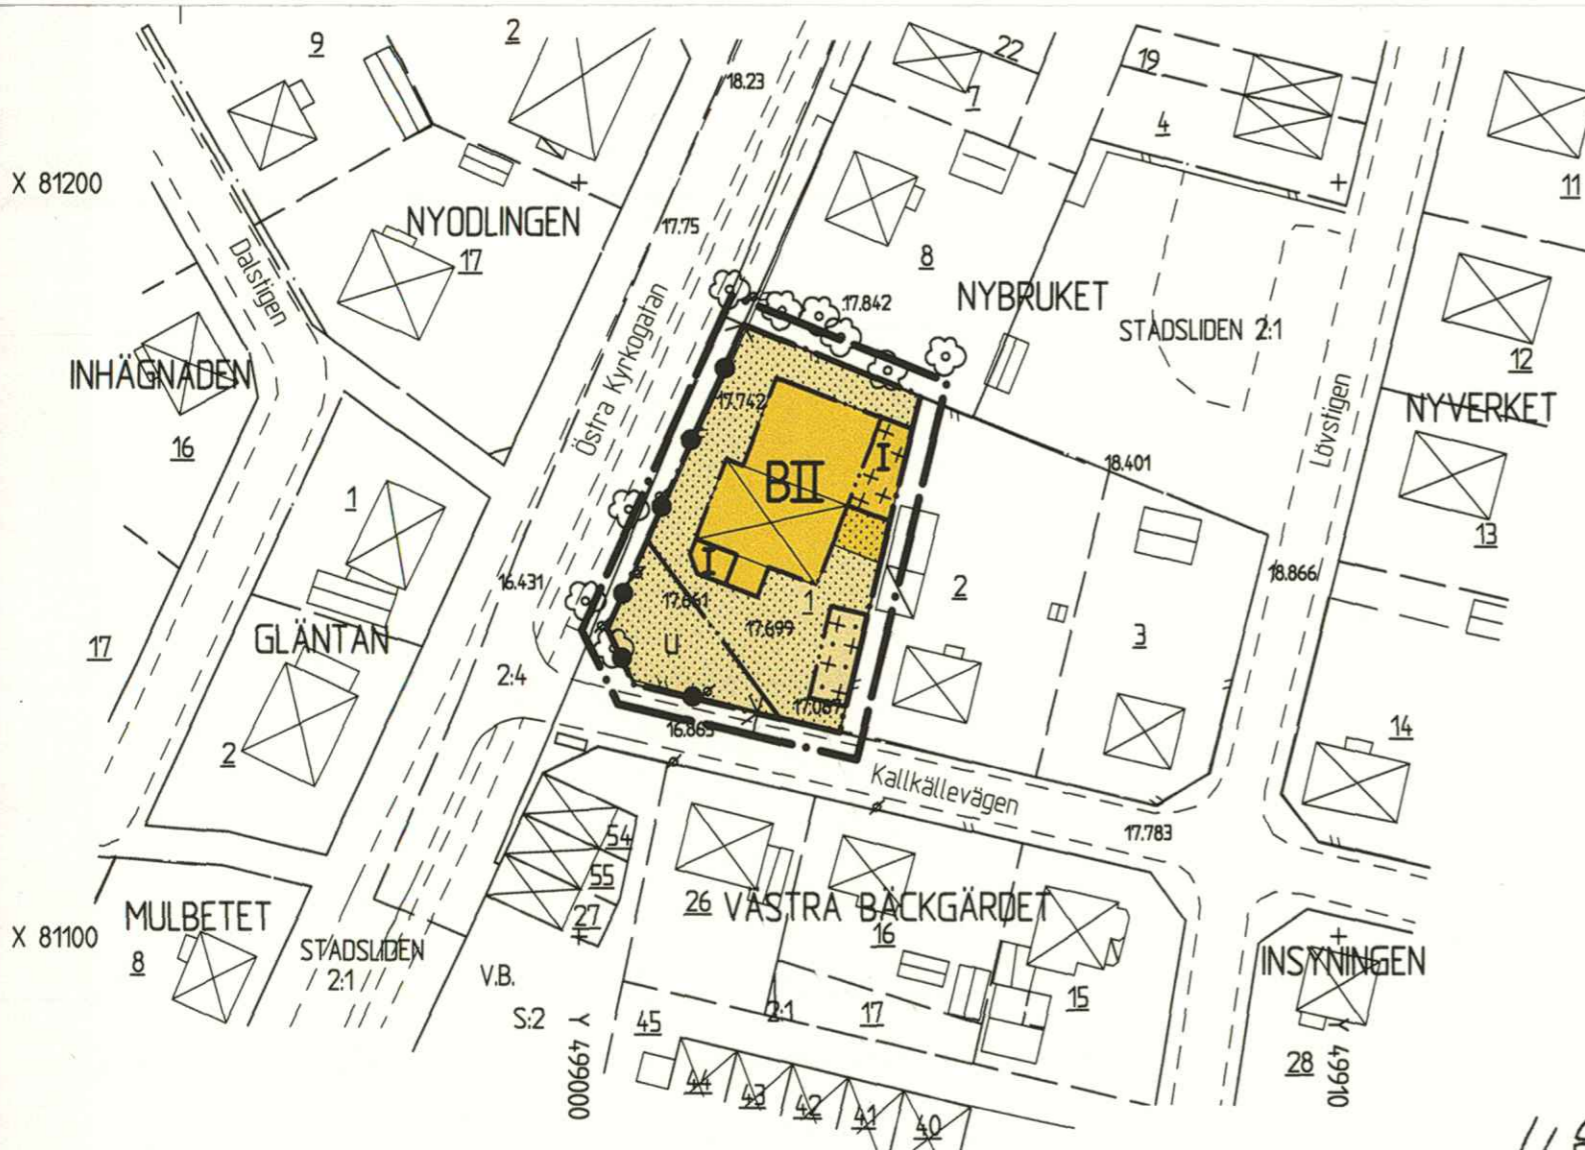 9
2
18.23
22
7
19
4
11
X 81200
NYODLINGEN
17
17.75
8
Dalstigen
NYBRUKET
17.842
STADSLIDEN 2:1
12
INHÄGNADEN
16
Östra Kyrkogatan
17.742
NYVERKET
Lövstigen
BII
I
18.401
13
1
16.431
I
17.661
1
17.699
2
3
18.866
GLÄNTAN
17
2:4
u
17.087
16.865
2
14
Kallkällevägen
17.783
54
55
27
26
VÄSTRA BÄCKGÄRDET
16
MULBETET
X 81100
8
STADSLIDEN
2:1
V.B.
S:2
INSYNINGEN
15
45
2:1
17
28
Y 499000
Y 49910
44
43
42
41
40